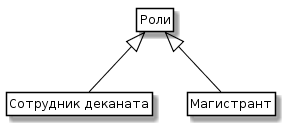 Роли
Сотрудник деканата
Магистрант